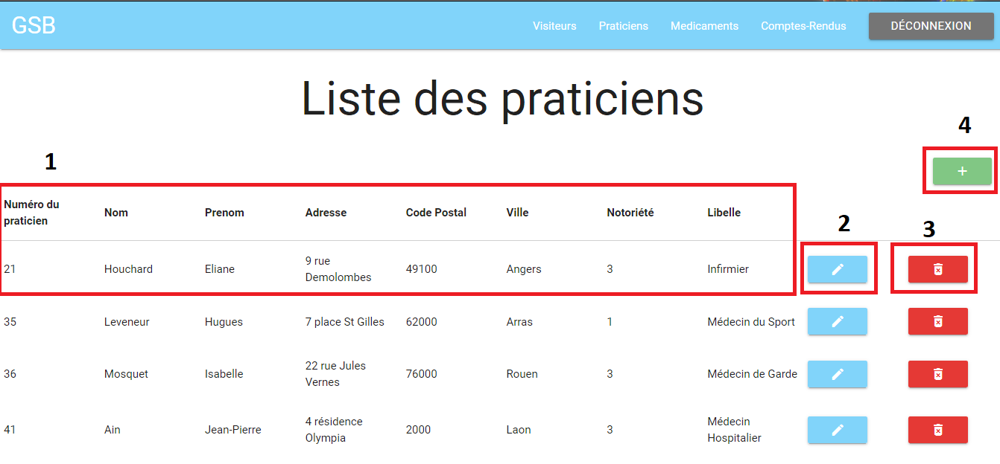 GSB
Visiteurs Praticiens Medicaments Comptes-Rendus DÉCONNEXION
Liste des praticiens
4
1
+
2
3
Numéro du
praticien
Nom Prenom Adresse Code Postal Ville Notoriété Libelle
21 Houchard Eliane 9 rue
Demolombes
49100 Angers 3 Infirmier
35 Leveneur Hugues 7 place St Gilles 62000 Arras 1 Médecin du Sport
36 Mosquet Isabelle 22 rue Jules
Vernes
76000 Rouen 3 Médecin de Garde
41 Ain Jean-Pierre 4 résidence
Olympia
2000 Laon 3 Médecin
Hospitalier